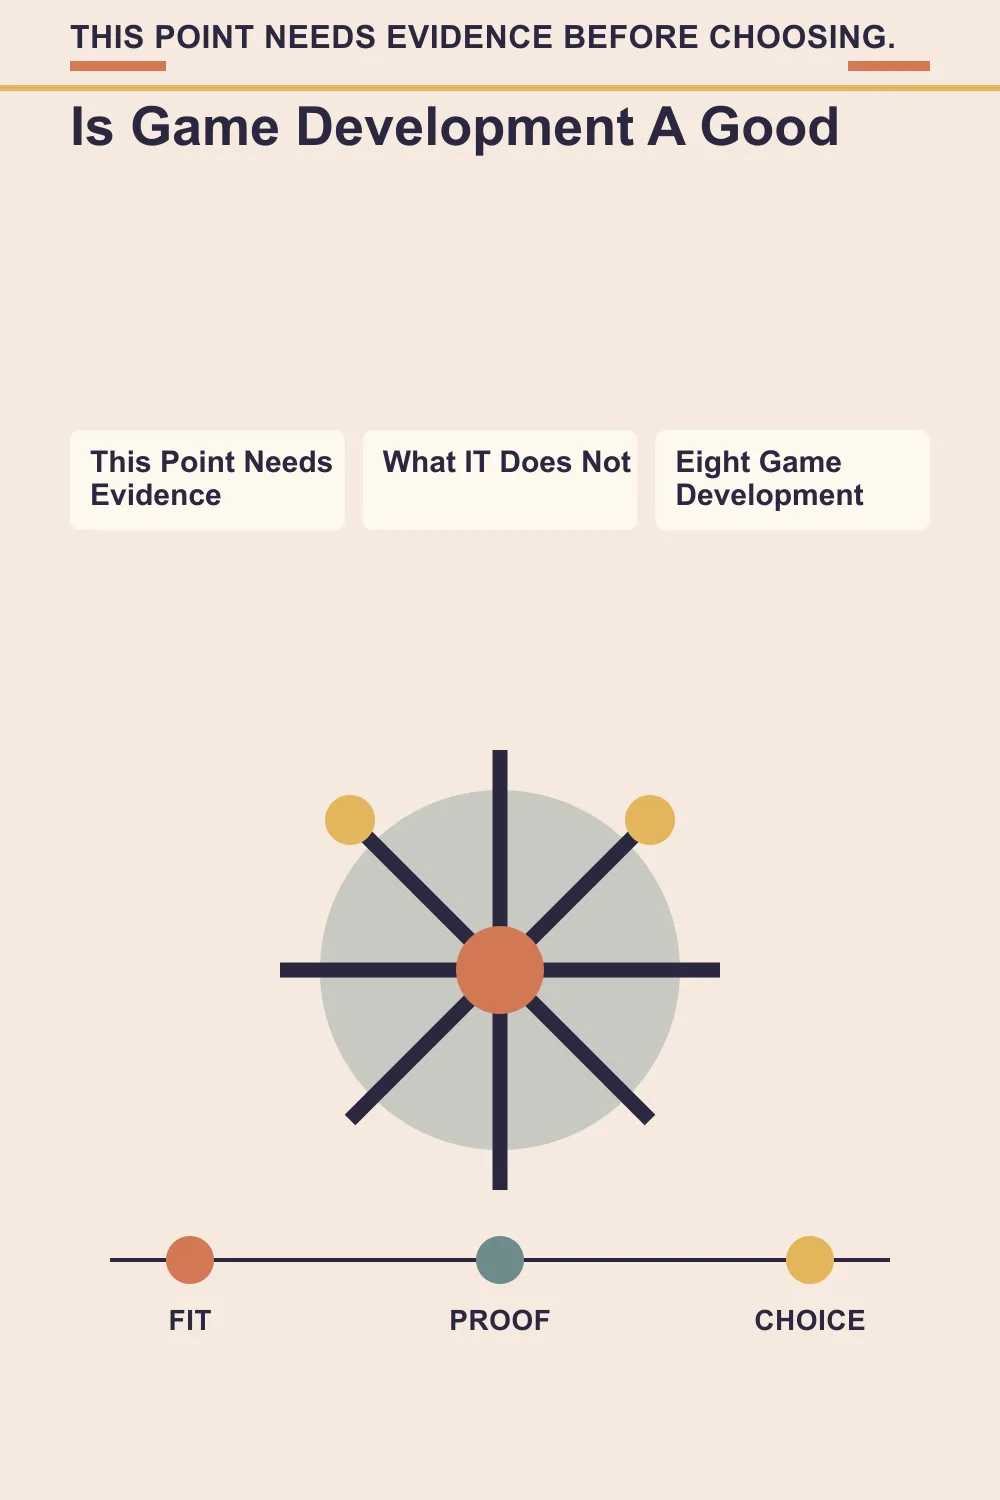 THIS POINT NEEDS EVIDENCE BEFORE CHOOSING.
Is Game Development A Good
This Point Needs
Evidence
What IT Does Not
Eight Game
Development
FIT
PROOF
CHOICE